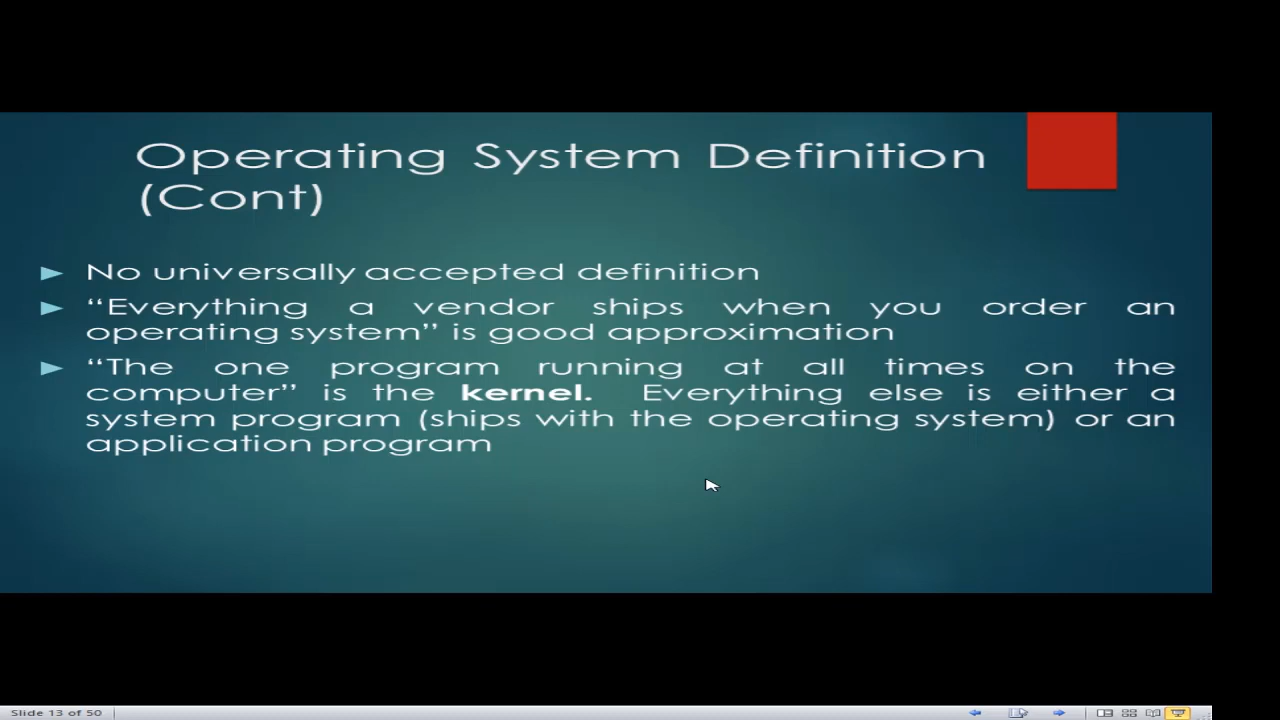 Operating System Definition
(Cont)
► No universally accepted definition
► “Everything a vendor ships when you order an
operating system” is good approximation
► “The one program running at all times on the
computer” is the kernel. Everything else is either a
system program (ships with the operating system) or an
application program
Slide 13 of 50